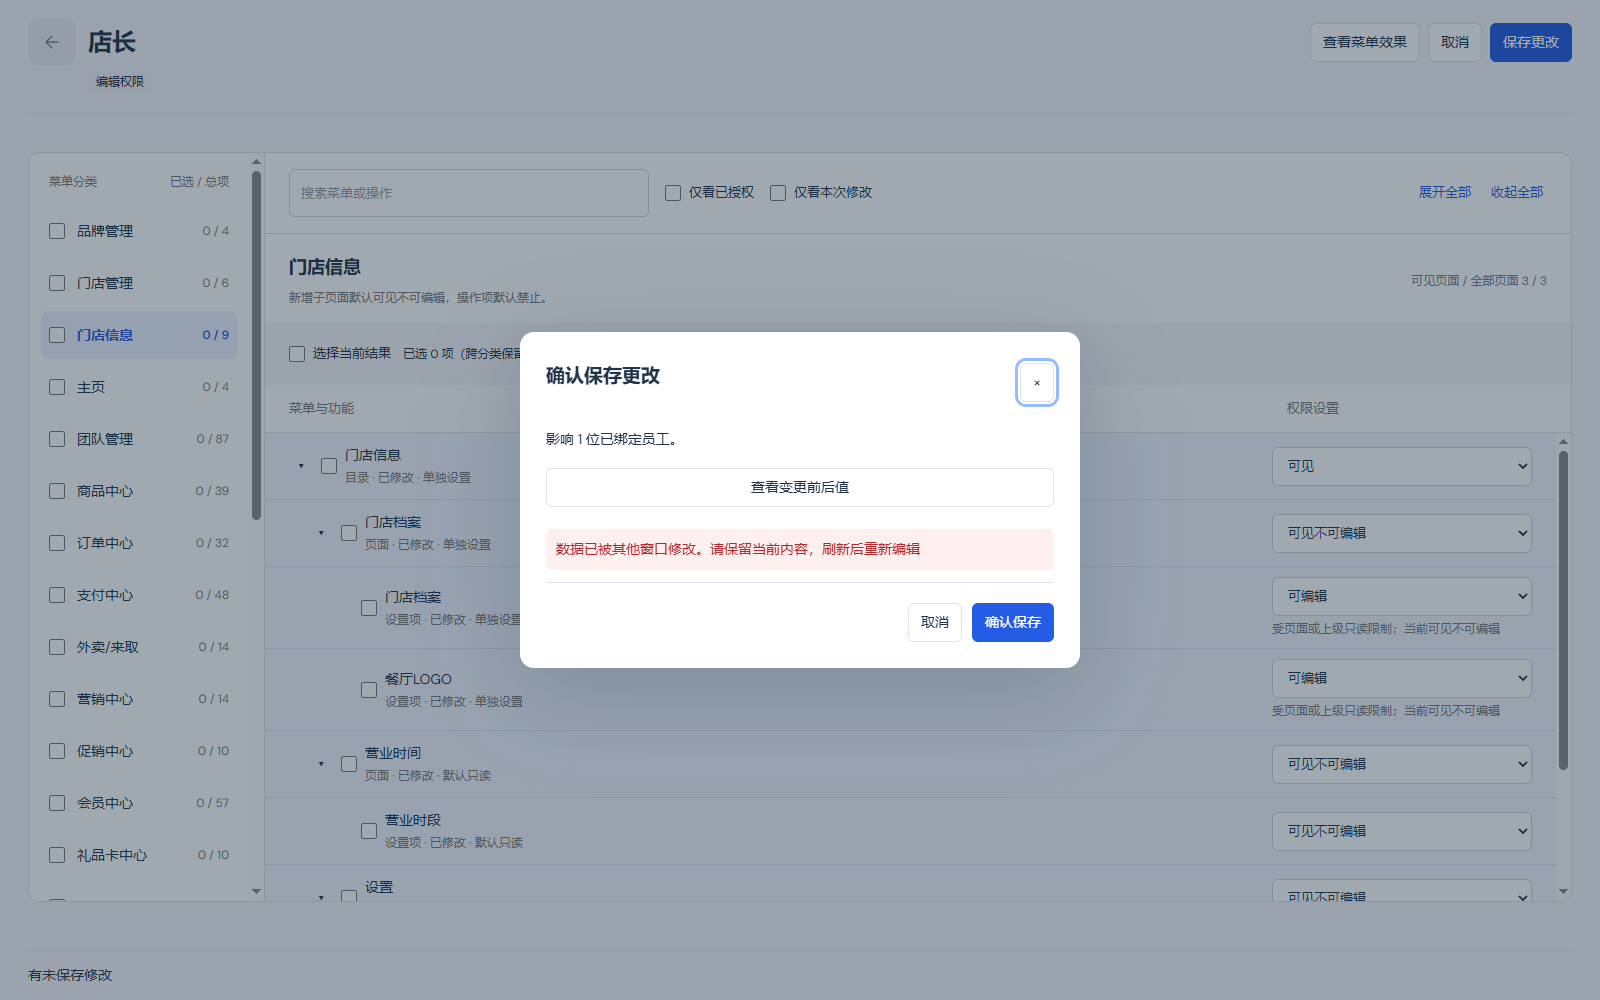 店长
编辑权限
查看菜单效果
取消
保存更改
菜单分类
已选 / 总项
品牌管理 0 / 4
门店管理 0 / 6
门店信息 0 / 9
主页 0 / 4
团队管理 0 / 87
商品中心 0 / 39
订单中心 0 / 32
支付中心 0 / 48
外卖/来取 0 / 14
营销中心 0 / 14
促销中心 0 / 10
会员中心 0 / 57
礼品卡中心 0 / 10
搜索菜单或操作
仅看已授权
仅看本次修改
展开全部
收起全部
门店信息
新增子页面默认可见不可编辑，操作项默认禁止。
可见页面 / 全部页面 3 / 3
选择当前结果 已选 0 项（跨分类保留
菜单与功能
权限设置
门店信息
目录 · 已修改 · 单独设置
可见
门店档案
页面 · 已修改 · 单独设置
可见不可编辑
门店档案
设置项 · 已修改 · 单独设置
可编辑
受页面或上级只读限制；当前可见不可编辑
餐厅LOGO
设置项 · 已修改 · 单独设置
可编辑
受页面或上级只读限制；当前可见不可编辑
营业时间
页面 · 已修改 · 默认只读
可见不可编辑
营业时段
设置项 · 已修改 · 默认只读
可见不可编辑
设置
可见不可编辑
确认保存更改
×
影响 1 位已绑定员工。
查看变更前后值
数据已被其他窗口修改。请保留当前内容，刷新后重新编辑
取消
确认保存
有未保存修改